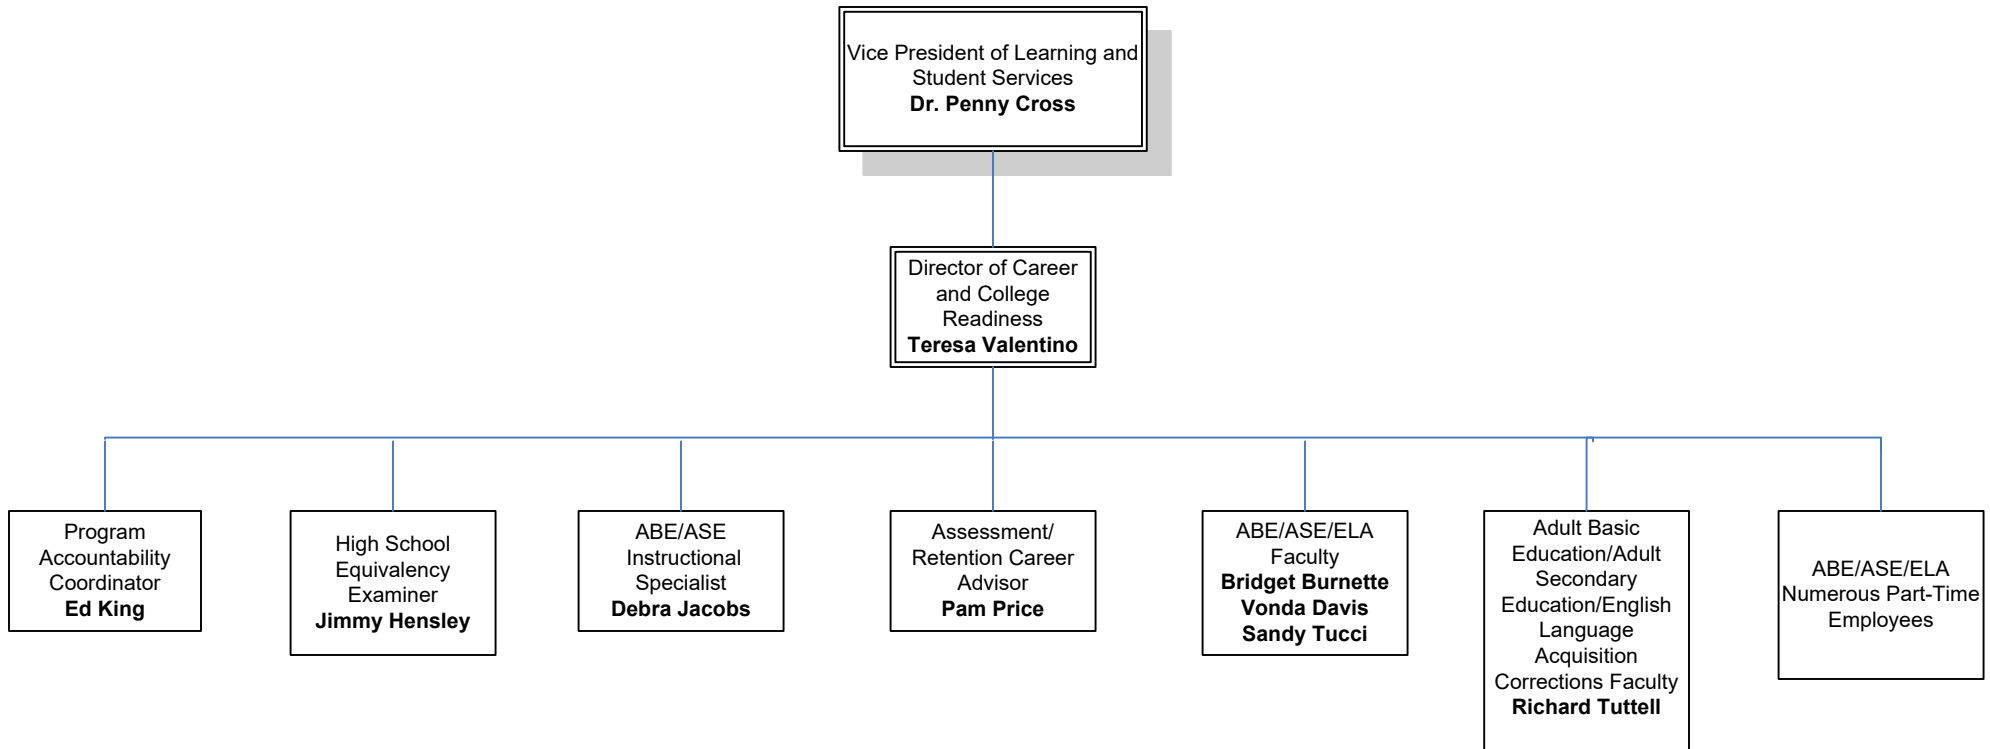 Vice President of Learning and
Student Services
Dr. Penny Cross
Director of Career
and College
Readiness
Teresa Valentino
Program
Accountability
Coordinator
Ed King
High School
Equivalency
Examiner
Jimmy Hensley
ABE/ASE
Instructional
Specialist
Debra Jacobs
Assessment/
Retention Career
Advisor
Pam Price
ABE/ASE/ELA
Faculty
Bridget Burnette
Vonda Davis
Sandy Tucci
Adult Basic
Education/Adult
Secondary
Education/English
Language
Acquisition
Corrections Faculty
Richard Tuttell
ABE/ASE/ELA
Numerous Part-Time
Employees